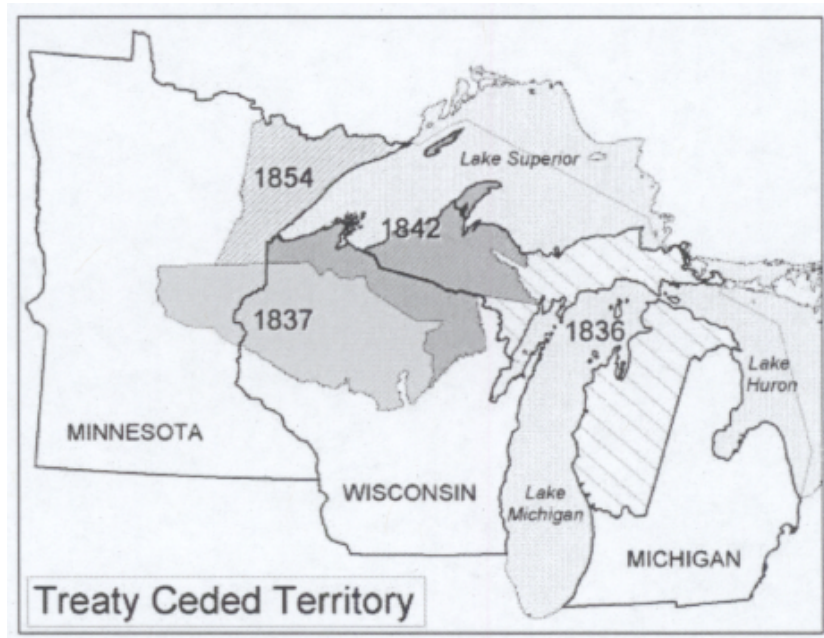 Lake Superior
1854
1842
1837
1836
Lake
Huron
MINNESOTA
WISCONSIN
Lake
Michigan
MICHIGAN
Treaty Ceded Territory